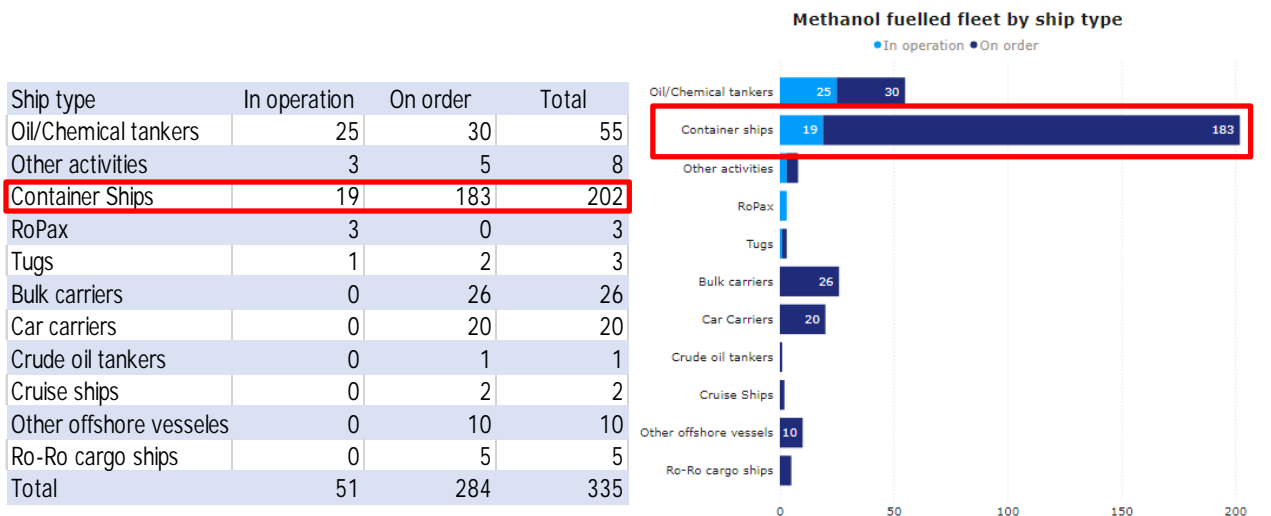 Ship type In operation On order Total
Oil/Chemical tankers 25 30 55
Other activities 3 5 8
Container Ships 19 183 202
RoPax 3 0 3
Tugs 1 2 3
Bulk carriers 0 26 26
Car carriers 0 20 20
Crude oil tankers 0 1 1
Cruise ships 0 2 2
Other offshore vesseles 0 10 10
Ro-Ro cargo ships 0 5 5
Total 51 284 335
Methanol fuelled fleet by ship type
In operation On order
Oil/Chemical tankers 25 30
Container ships 19 183
Other activities
RoPax
Tugs
Bulk carriers 26
Car Carriers 20
Crude oil tankers
Cruise Ships
Other offshore vessels 10
Ro-Ro cargo ships
0 50 100 150 200